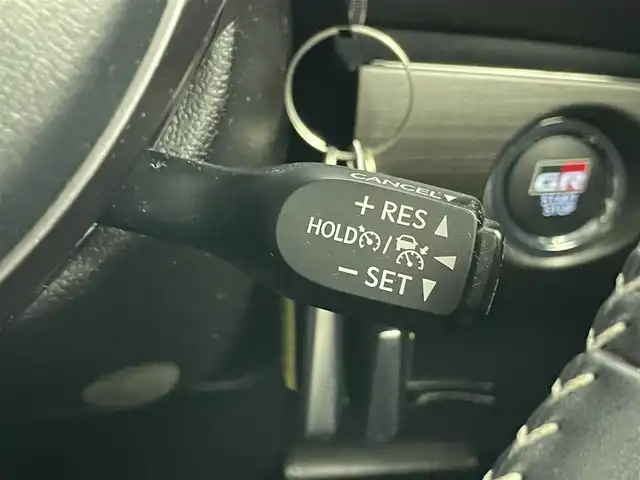 CANCEL▼
+ RES ▲
HOLD /
− SET ▼
GR
START
STOP